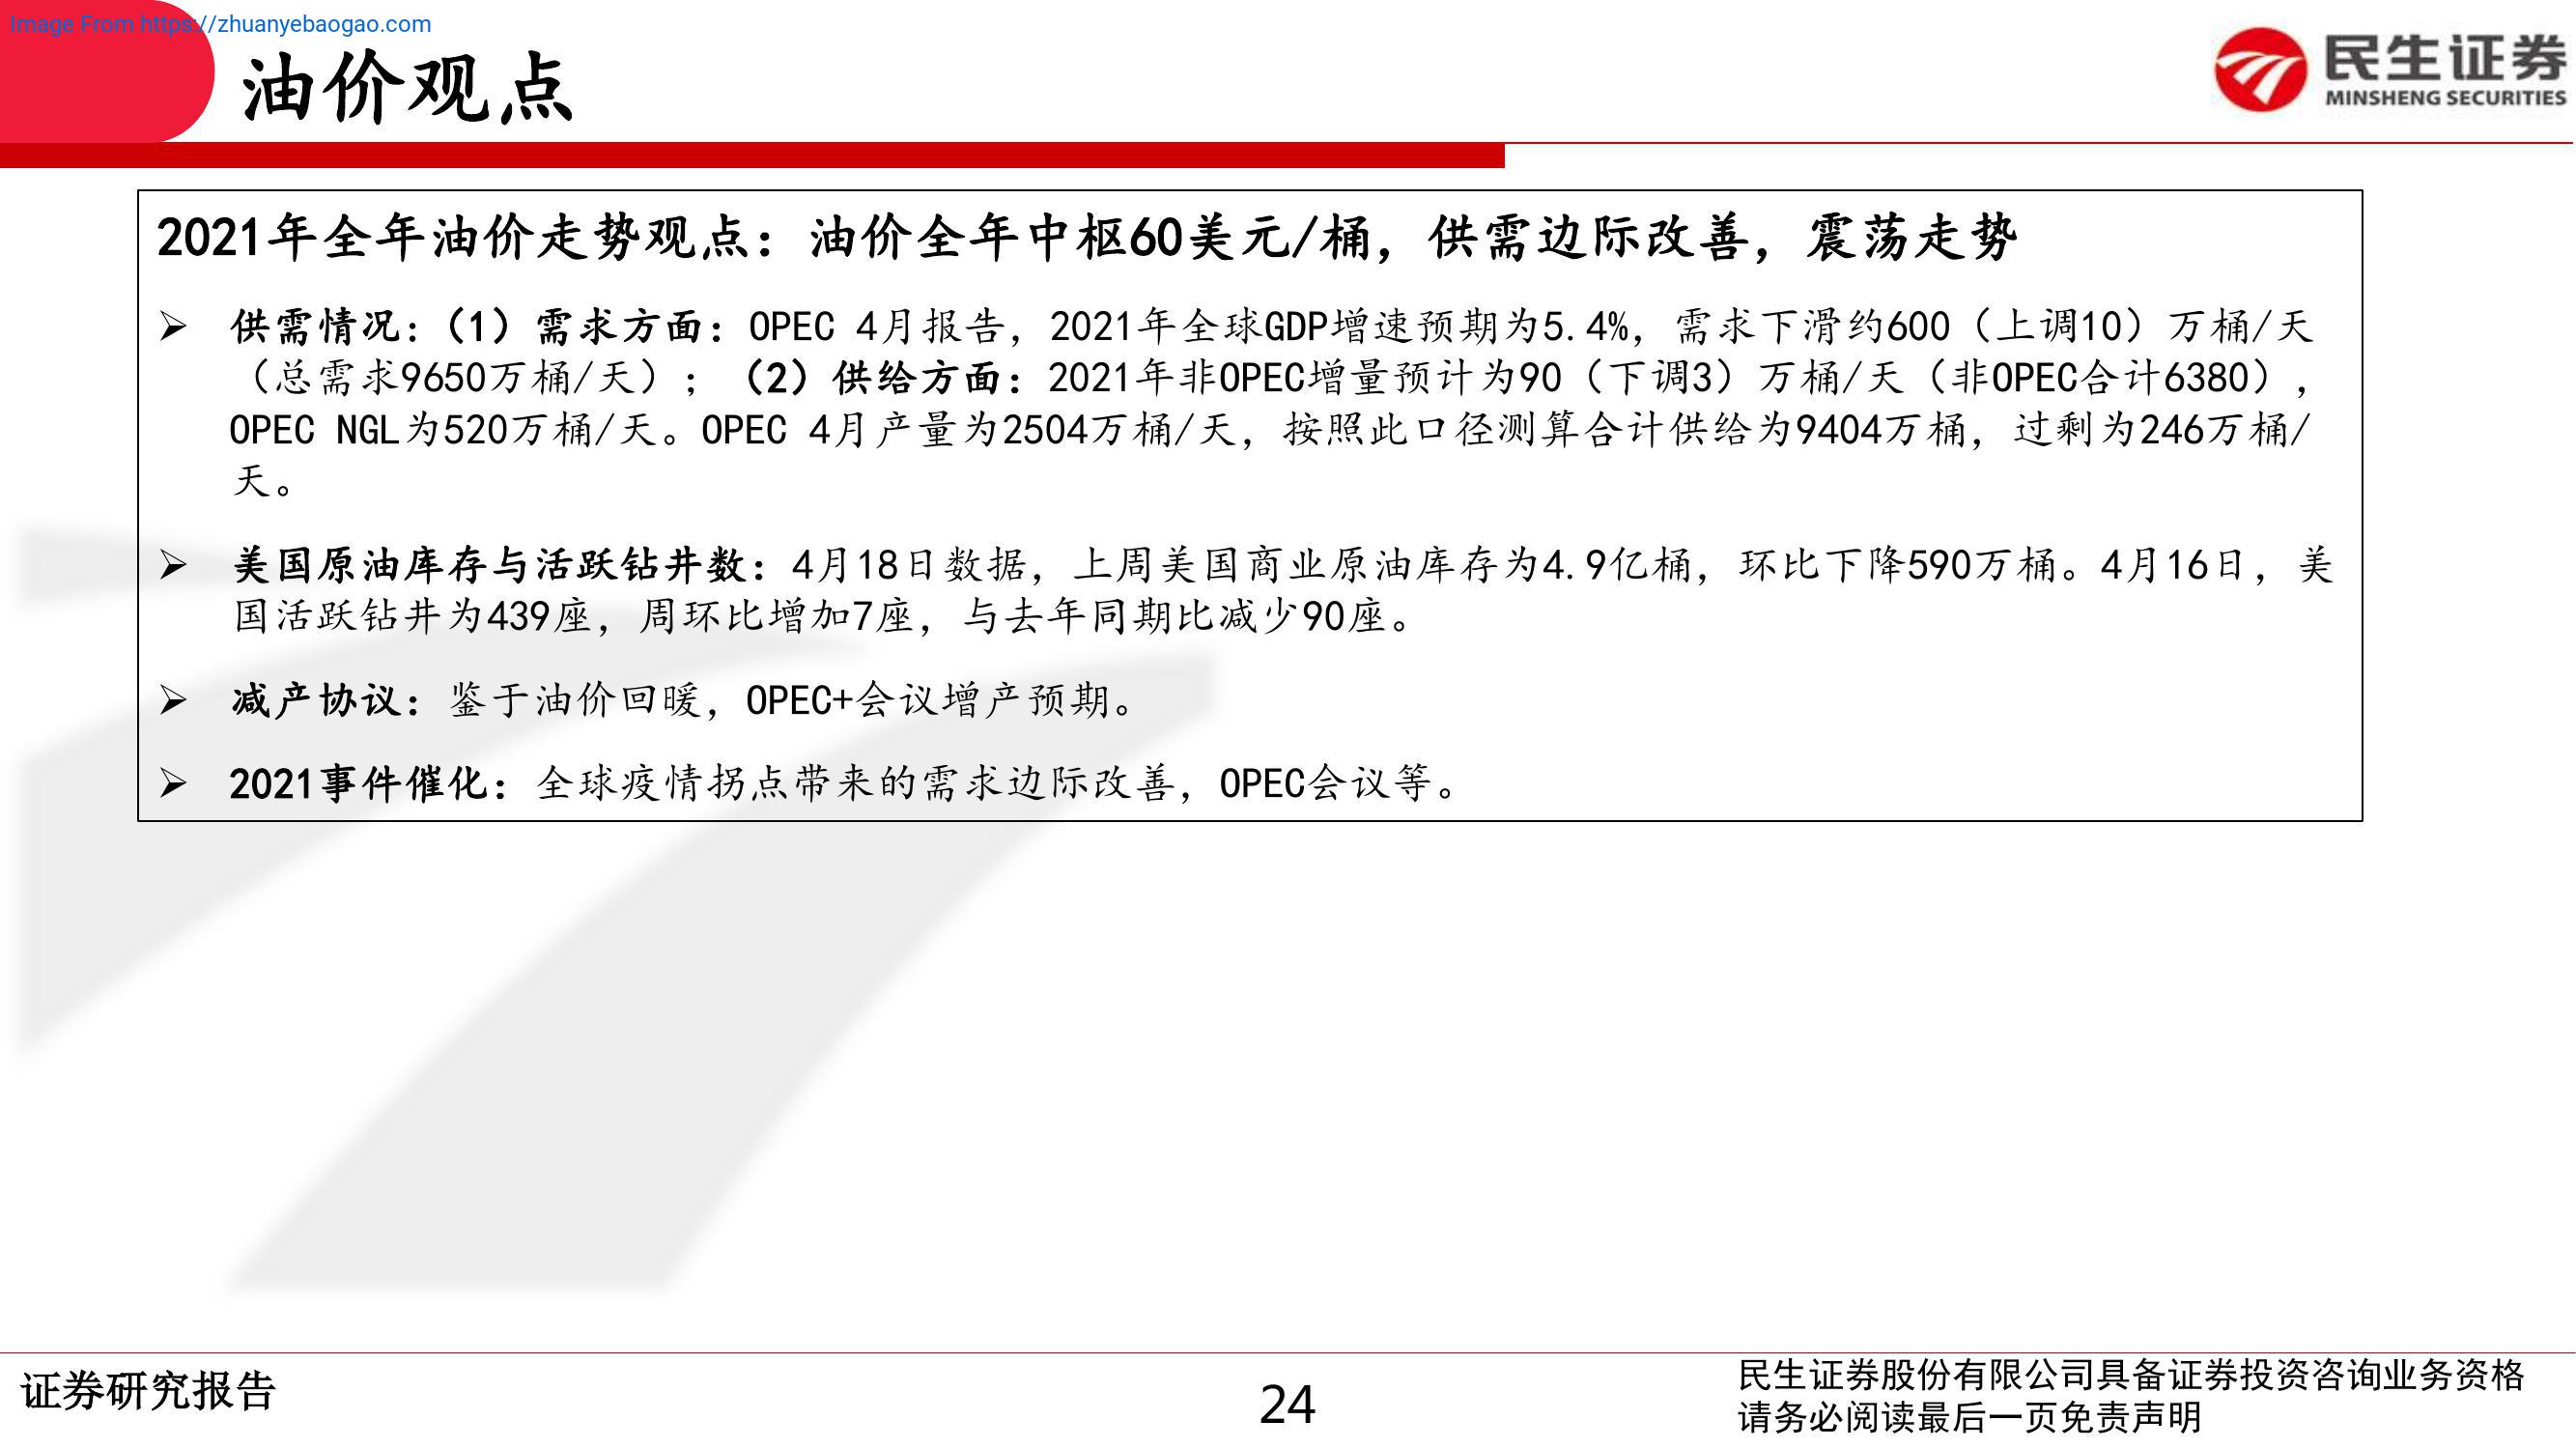 Image From https://zhuanyebaogao.com
油价观点
民生证券
MINSHENG SECURITIES
2021年全年油价走势观点：油价全年中枢60美元/桶，供需边际改善，震荡走势
➢ 供需情况：（1）需求方面：OPEC 4月报告，2021年全球GDP增速预期为5.4%，需求下滑约600（上调10）万桶/天
（总需求9650万桶/天）；（2）供给方面：2021年非OPEC增量预计为90（下调3）万桶/天（非OPEC合计6380），
OPEC NGL为520万桶/天。OPEC 4月产量为2504万桶/天，按照此口径测算合计供给为9404万桶，过剩为246万桶/
天。
➢ 美国原油库存与活跃钻井数：4月18日数据，上周美国商业原油库存为4.9亿桶，环比下降590万桶。4月16日，美
国活跃钻井为439座，周环比增加7座，与去年同期比减少90座。
➢ 减产协议：鉴于油价回暖，OPEC+会议增产预期。
➢ 2021事件催化：全球疫情拐点带来的需求边际改善，OPEC会议等。
证券研究报告
24
民生证券股份有限公司具备证券投资咨询业务资格
请务必阅读最后一页免责声明